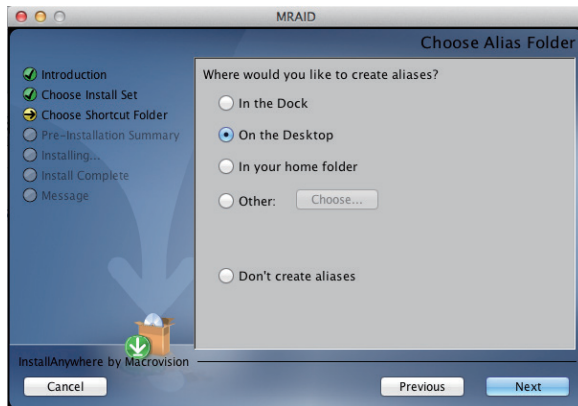 MRAID
Choose Alias Folder
Introduction
Choose Install Set
Choose Shortcut Folder
Pre-Installation Summary
Installing...
Install Complete
Message
Where would you like to create aliases?
In the Dock
On the Desktop
In your home folder
Other: Choose...
Don't create aliases
InstallAnywhere by Macrovision
Cancel Previous Next